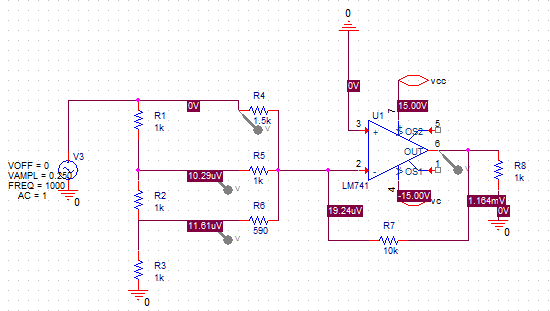 0
vcc
0V
7
15.00V
U1
3
+
OS2
5
OUT
6
2
-
OS1
1
LM741
4
-15.00V
vc
R4
1.5k
0V
V
R1
1k
R5
1k
10.29uV
V
V3
VOFF = 0
VAMPL = 0.250
FREQ = 1000
AC = 1
0
R2
1k
R6
590
11.61uV
V
19.24uV
R7
10k
V
R8
1k
1.164mV
0V
0
R3
1k
0